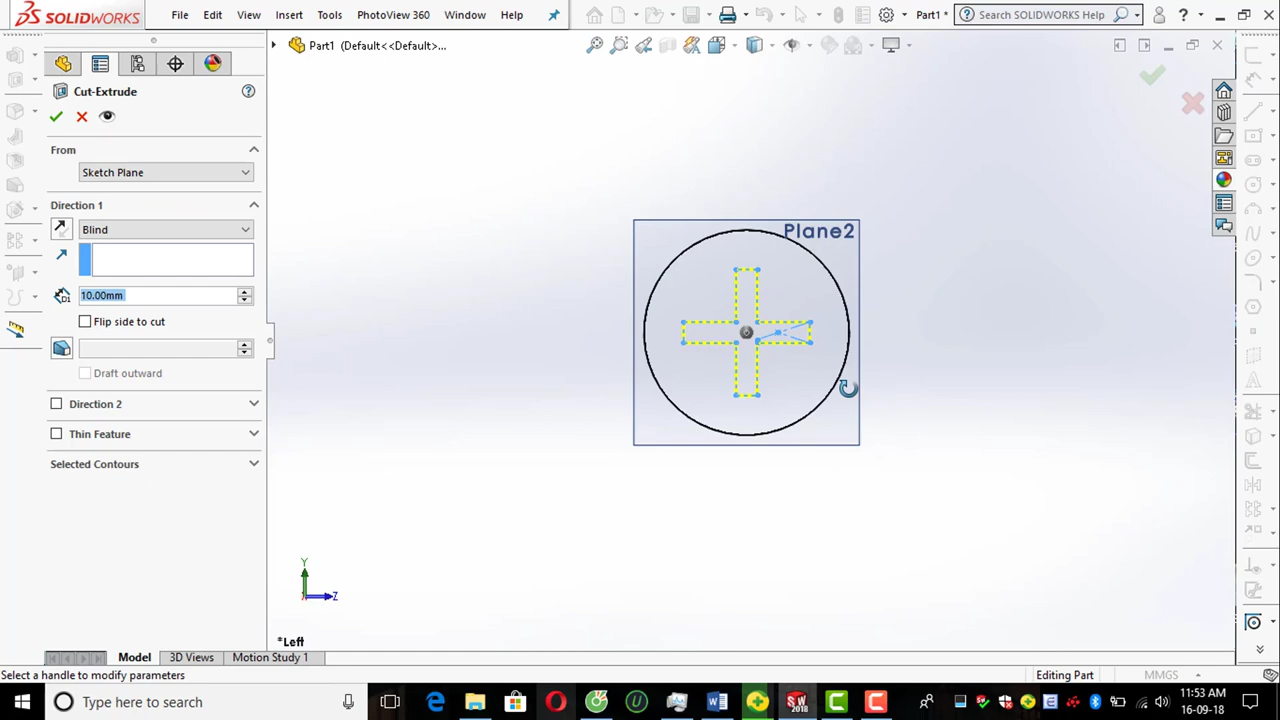 SOLIDWORKS File Edit View Insert Tools PhotoView 360 Window Help Part1 * Search SOLIDWORKS Help ?
Part1 (Default<<Default>...
Cut-Extrude
From
Sketch Plane
Direction 1
Blind
10.00mm
Flip side to cut
Draft outward
Direction 2
Thin Feature
Selected Contours
Plane2
Y
Z
*Left
Model 3D Views Motion Study 1
Select a handle to modify parameters Editing Part MMGS
Type here to search
11:53 AM
16-09-18